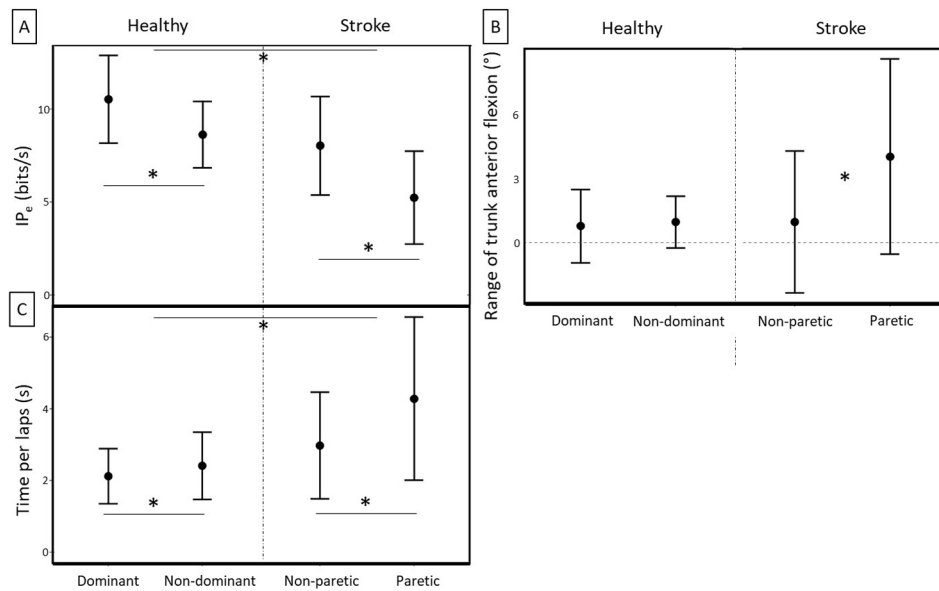 A
Healthy
Stroke
IPe (bits/s)
10
5
0
*
*
*
B
Healthy
Stroke
Range of trunk anterior flexion (°)
6
3
0
*
Dominant
Non-dominant
Non-paretic
Paretic
C
Time per laps (s)
6
4
2
0
*
*
*
Dominant
Non-dominant
Non-paretic
Paretic